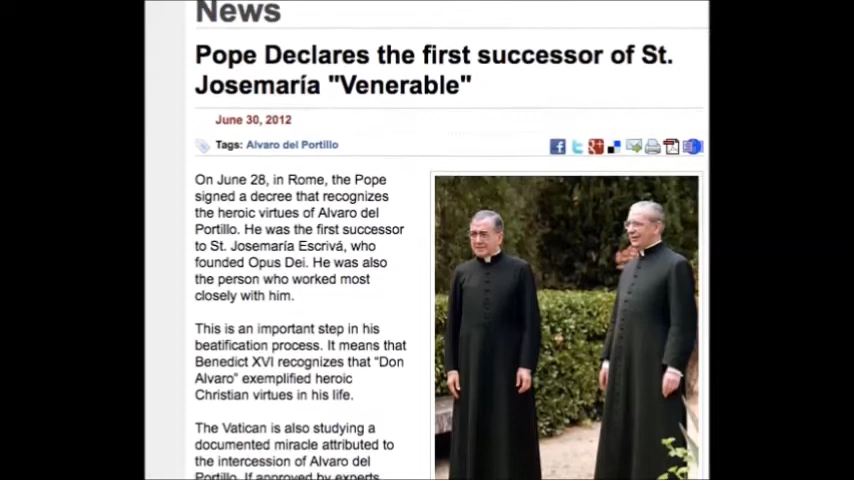 News
Pope Declares the first successor of St.
Josemaría "Venerable"
June 30, 2012
Tags: Alvaro del Portillo
On June 28, in Rome, the Pope
signed a decree that recognizes
the heroic virtues of Alvaro del
Portillo. He was the first successor
to St. Josemaría Escrivá, who
founded Opus Dei. He was also
the person who worked most
closely with him.
This is an important step in his
beatification process. It means that
Benedict XVI recognizes that “Don
Alvaro” exemplified heroic
Christian virtues in his life.
The Vatican is also studying a
documented miracle attributed to
the intercession of Alvaro del
Portillo. If approved by experts